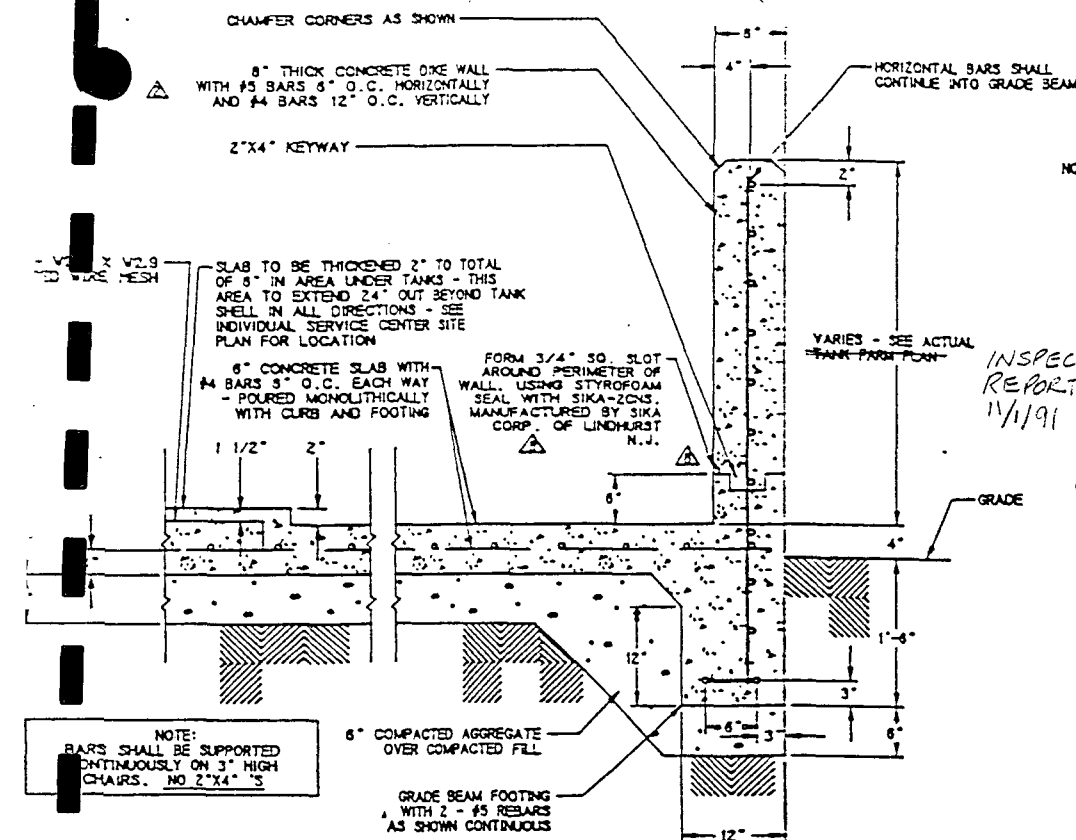 CHAMFER CORNERS AS SHOWN
8" THICK CONCRETE DIKE WALL
WITH #5 BARS 6" O.C. HORIZONTALLY
AND #4 BARS 12" O.C. VERTICALLY
2"X4" KEYWAY
X W2.9
WIRE MESH
SLAB TO BE THICKENED 2" TO TOTAL
OF 8" IN AREA UNDER TANKS - THIS
AREA TO EXTEND 24" OUT BEYOND TANK
SHELL IN ALL DIRECTIONS - SEE
INDIVIDUAL SERVICE CENTER SITE
PLAN FOR LOCATION
6" CONCRETE SLAB WITH
#4 BARS 8" O.C. EACH WAY
- POURED MONOLITHICALLY
WITH CURB AND FOOTING
1 1/2"
2"
FORM 3/4" SQ. SLOT
AROUND PERIMETER OF
WALL. USING STYROFOAM
SEAL WITH SIKA-2CNS,
MANUFACTURED BY SIKA
CORP. OF LINDHURST
N.J.
8"
4"
HORIZONTAL BARS SHALL
CONTINUE INTO GRADE BEAM
2"
NO
VARIES - SEE ACTUAL
TANK FARM PLAN
INSPEC
REPORT
11/1/91
6"
GRADE
4"
1'-6"
12"
3"
6"
3"
6"
12"
6" COMPACTED AGGREGATE
OVER COMPACTED FILL
GRADE BEAM FOOTING
WITH 2 - #5 REBARS
AS SHOWN CONTINUOUS
NOTE:
BARS SHALL BE SUPPORTED
CONTINUOUSLY ON 3" HIGH
CHAIRS. NO 2"X4" 'S